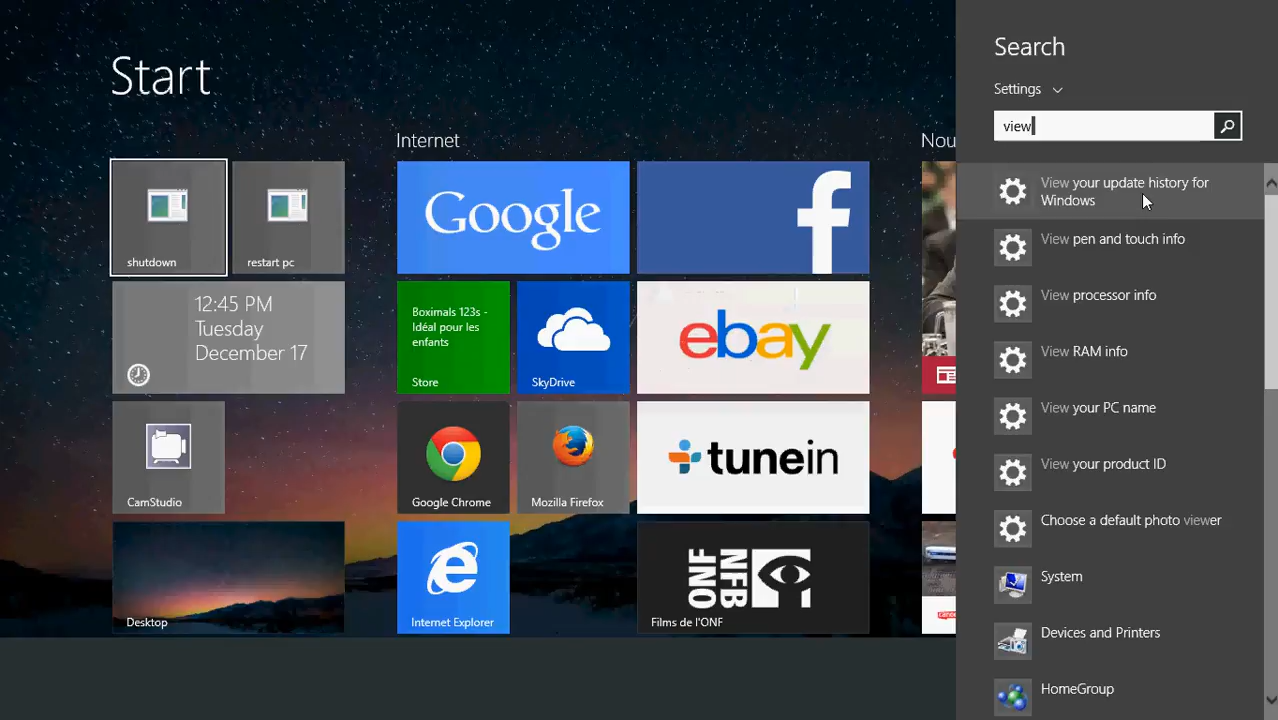 Start
Internet
Nou
shutdown
restart pc
12:45 PM
Tuesday
December 17
CamStudio
Desktop
Google
f
Boximals 123s -
Idéal pour les
enfants
Store
SkyDrive
ebay
Google Chrome
Mozilla Firefox
tunein
Internet Explorer
ONF
NFB
Films de l'ONF
Search
Settings
view
View your update history for
Windows
View pen and touch info
View processor info
View RAM info
View your PC name
View your product ID
Choose a default photo viewer
System
Devices and Printers
HomeGroup